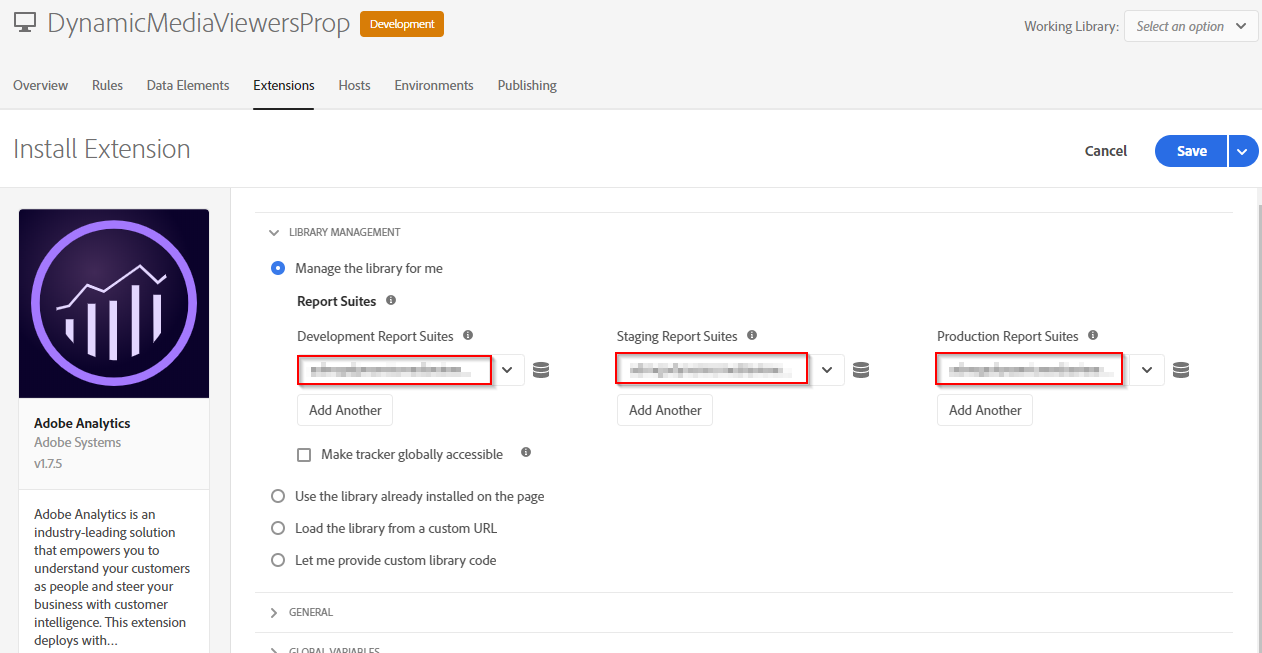 DynamicMediaViewersProp Development
Working Library: Select an option
Overview Rules Data Elements Extensions Hosts Environments Publishing
Install Extension
Cancel Save
LIBRARY MANAGEMENT
Manage the library for me
Report Suites
Development Report Suites Staging Report Suites Production Report Suites
Add Another Add Another Add Another
Make tracker globally accessible
Use the library already installed on the page
Load the library from a custom URL
Let me provide custom library code
GENERAL
GLOBAL VARIABLES
Adobe Analytics
Adobe Systems
v1.7.5
Adobe Analytics is an
industry-leading solution
that empowers you to
understand your customers
as people and steer your
business with customer
intelligence. This extension
deploys with...